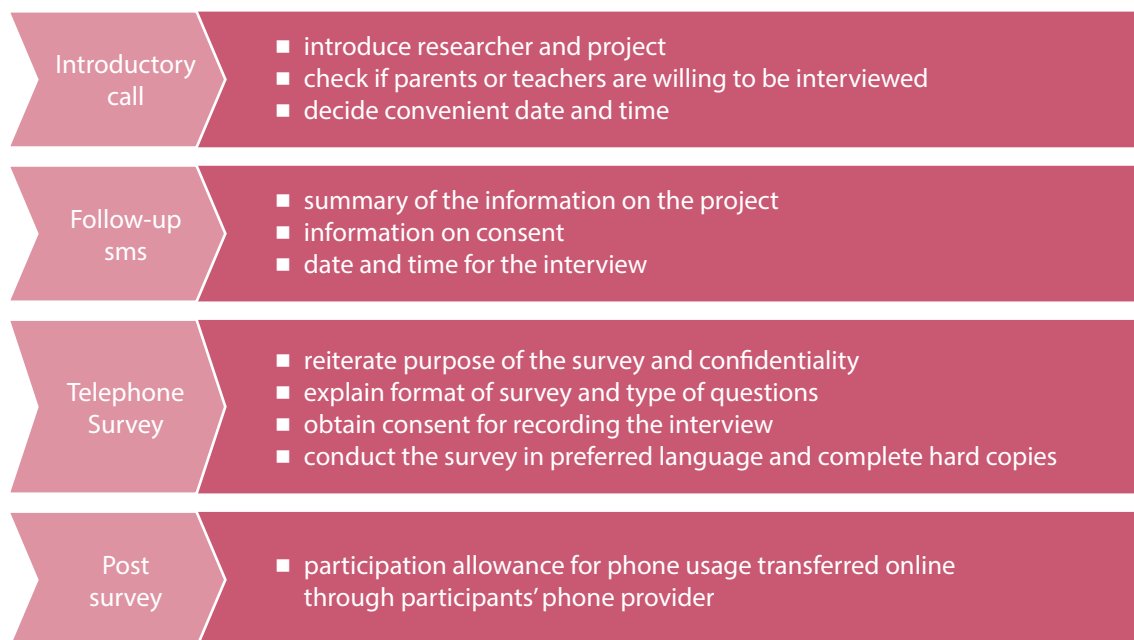 Introductory
call
■ introduce researcher and project
■ check if parents or teachers are willing to be interviewed
■ decide convenient date and time
Follow-up
sms
■ summary of the information on the project
■ information on consent
■ date and time for the interview
Telephone
Survey
■ reiterate purpose of the survey and confidentiality
■ explain format of survey and type of questions
■ obtain consent for recording the interview
■ conduct the survey in preferred language and complete hard copies
Post
survey
■ participation allowance for phone usage transferred online
through participants’ phone provider